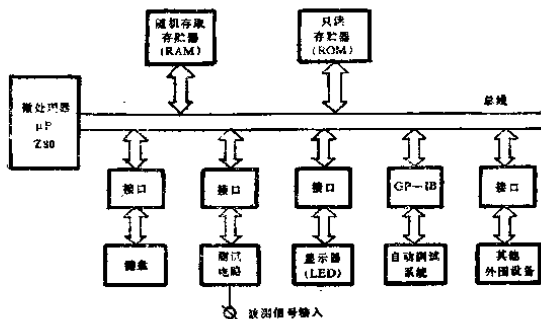 随机存取
存贮器
(RAM)
只读
存贮器
(ROM)
微处理器
μP
Z80
总线
接口
接口
接口
GP—IB
接口
键盘
测试
电路
显示器
(LED)
自动测试
系统
其他
外围设备
被测信号输入